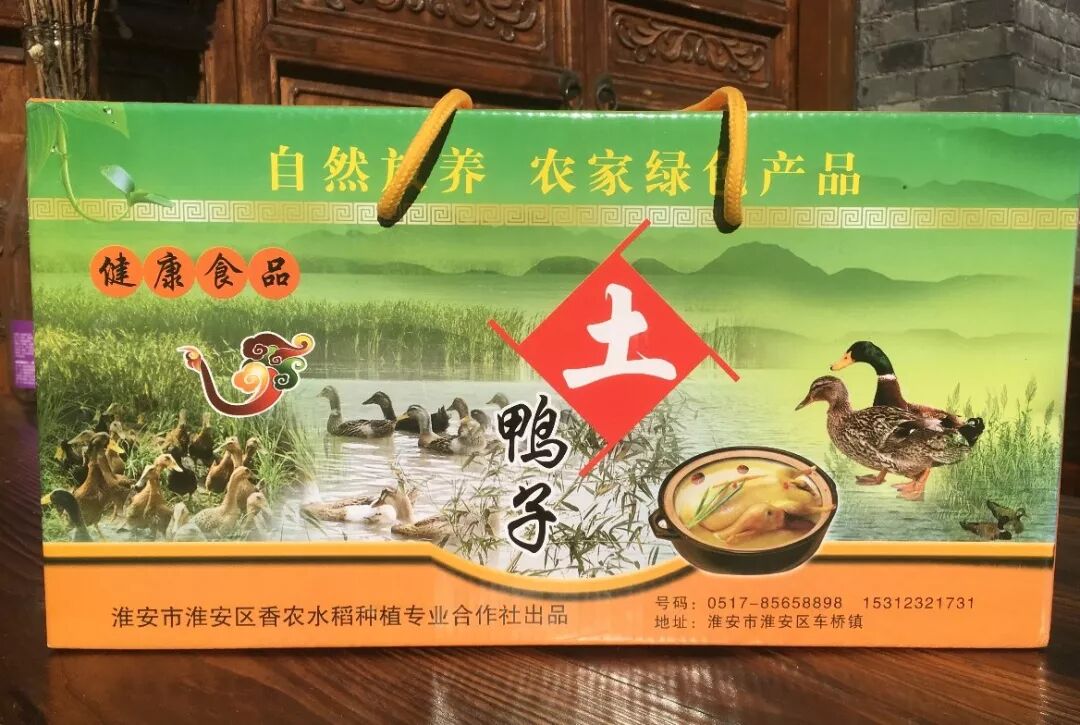 自然放养 农家绿色产品
健康食品
土
鸭子
淮安市淮安区香农水稻种植专业合作社出品
号码：0517-85658898 15312321731
地址：淮安市淮安区车桥镇